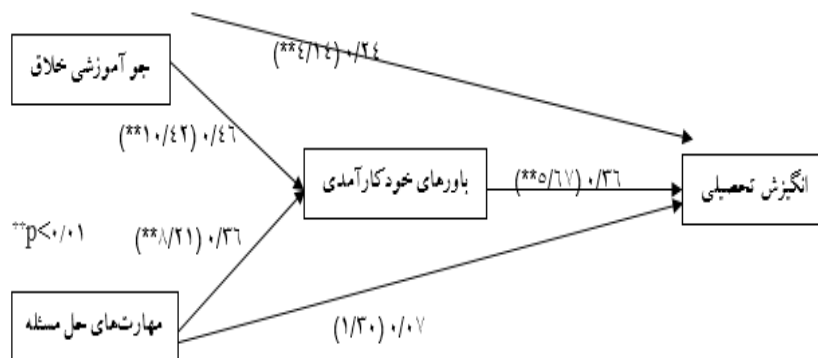 ۰/۲۴ (۴/۱۴**)
جو آموزشی خلاق
۰/۴۶ (۱۰/۴۲**)
باورهای خودکارآمدی
۰/۳۶ (۵/۶۷**)
انگیزش تحصیلی
**p<۰/۰۱
۰/۳۶ (۸/۲۱**)
مهارت‌های حل مسئله
۰/۰۷ (۱/۳۰)